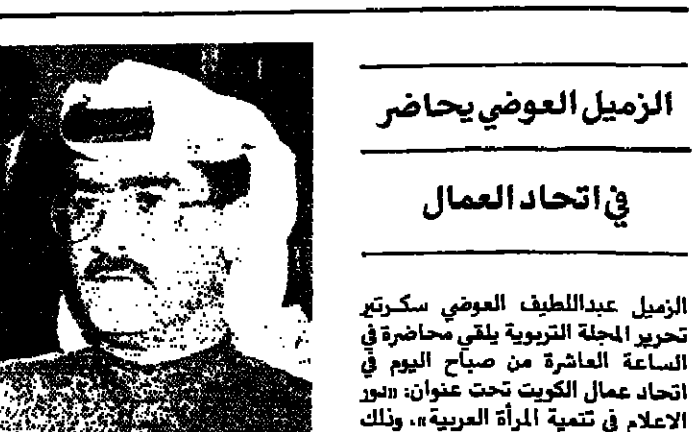 الزميل العوضي يحاضر
في اتحاد العمال
الزميل عبداللطيف العوضي سكرتير
تحرير المجلة التربوية يلقي محاضرة في
الساعة العاشرة من صباح اليوم في
اتحاد عمال الكويت تحت عنوان: «دور
الاعلام في تنمية المرأة العربية»، وذلك